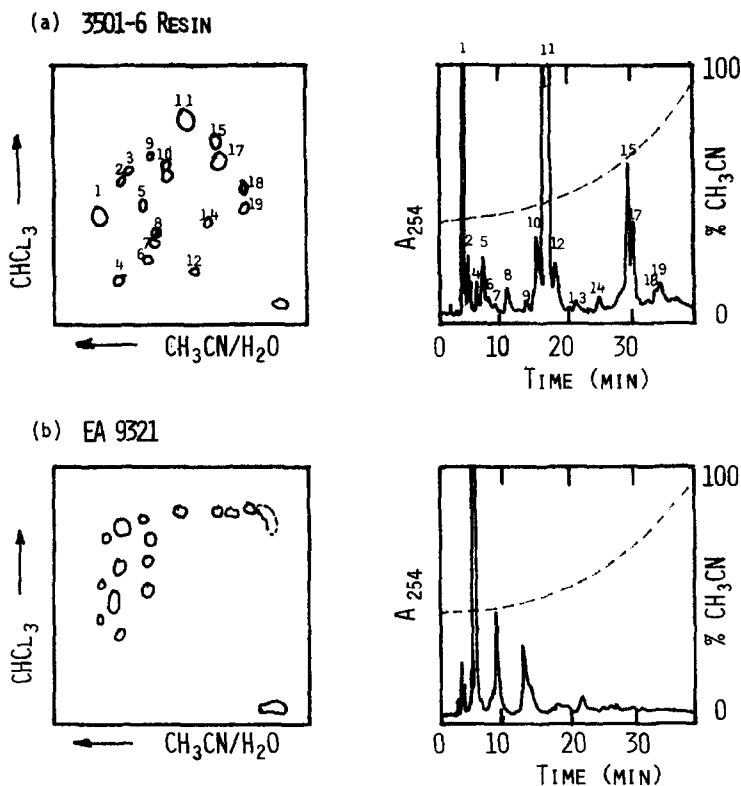 (a) 3501-6 RESIN
11
15
17
9
10
3
2
18
19
1
5
14
8
7
6
12
4
CHCL3
CH3CN/H2O
1
11
100
15
10
17
2
5
12
4
6
8
18
19
7
9
13
14
A254
% CH3CN
0
0 10 20 30
TIME (MIN)
(b) EA 9321
CHCL3
CH3CN/H2O
100
A254
% CH3CN
0
0 10 20 30
TIME (MIN)